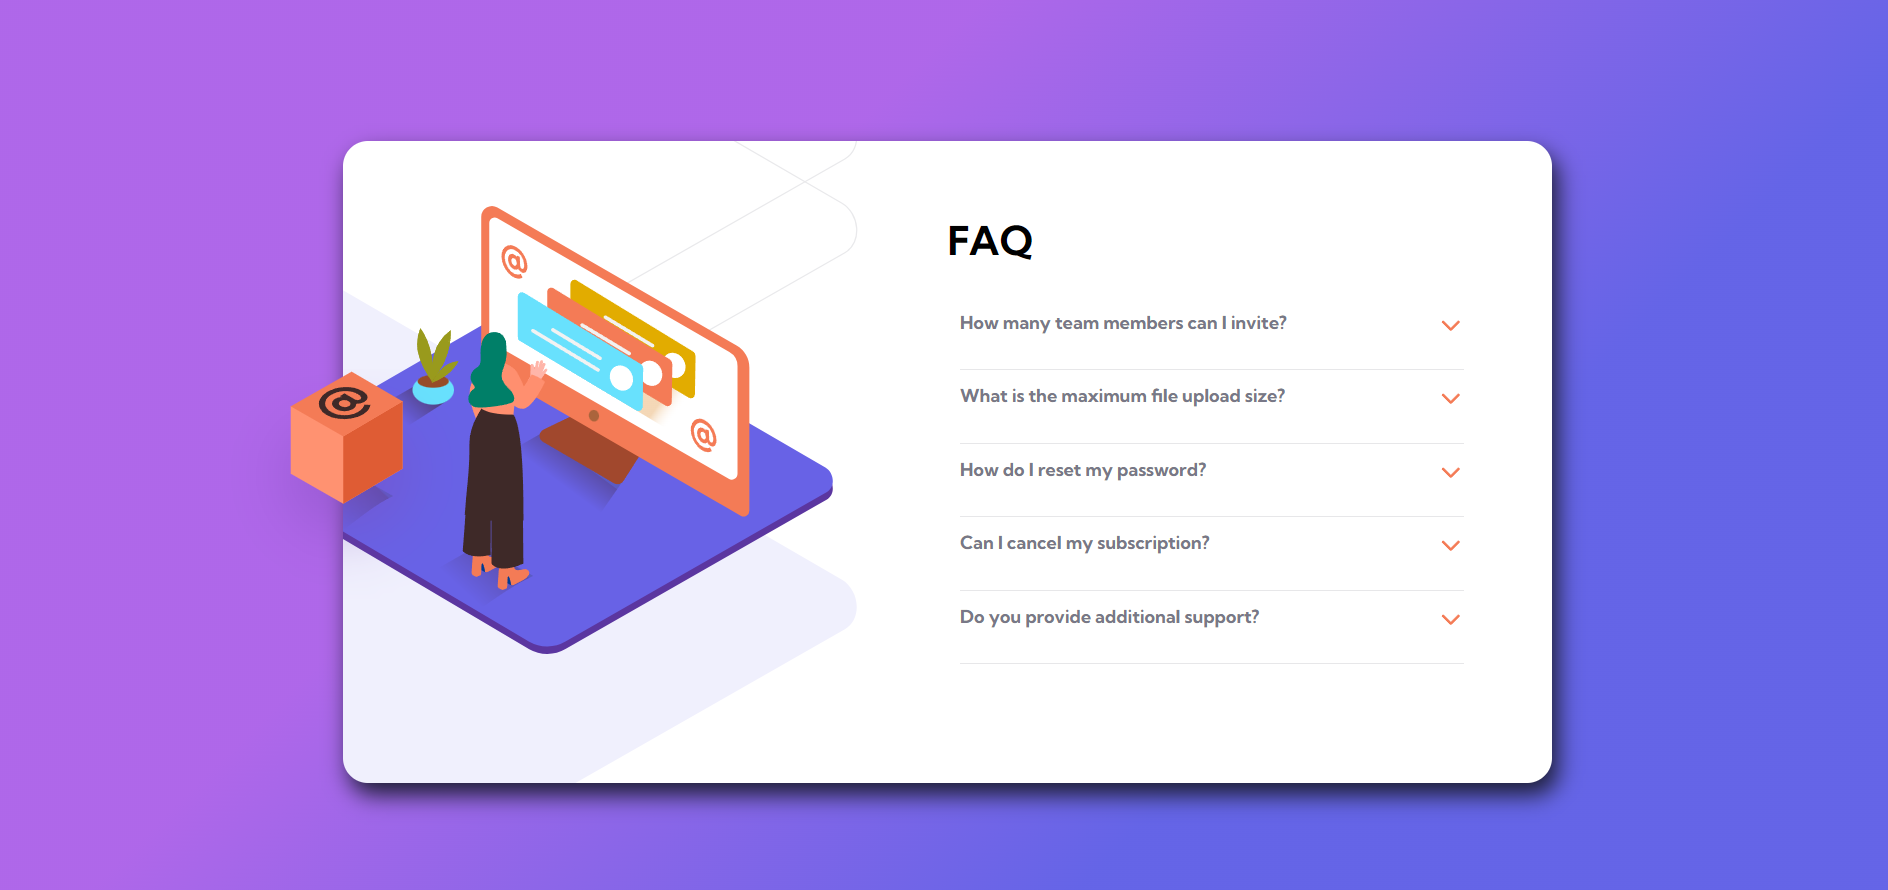 FAQ
How many team members can I invite?
What is the maximum file upload size?
How do I reset my password?
Can I cancel my subscription?
Do you provide additional support?
@
@
@